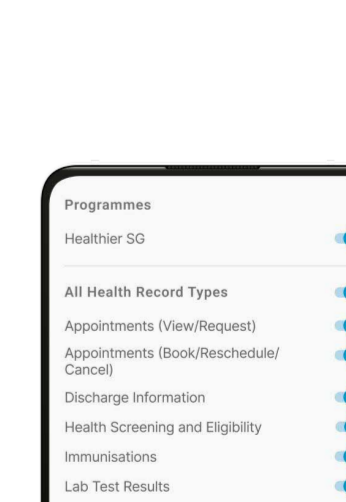 Programmes
Healthier SG
All Health Record Types
Appointments (View/Request)
Appointments (Book/Reschedule/
Cancel)
Discharge Information
Health Screening and Eligibility
Immunisations
Lab Test Results